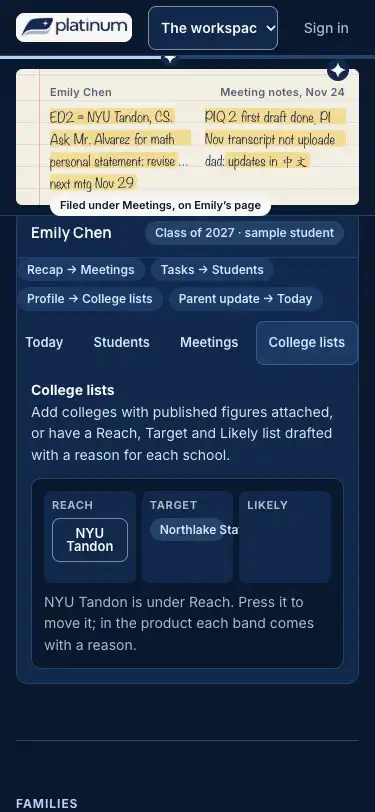 platinum
The workspac
Sign in
Emily Chen
Meeting notes, Nov 24
ED2 = NYU Tandon, CS.
Ask Mr. Alvarez for math
personal statement: revise ...
next mtg Nov 29
PIQ 2 first draft done, PI
Nov transcript not uploade
dad: updates in 中文
Filed under Meetings, on Emily's page
Emily Chen
Class of 2027 · sample student
Recap → Meetings
Tasks → Students
Profile → College lists
Parent update → Today
Today
Students
Meetings
College lists
College lists
Add colleges with published figures attached,
or have a Reach, Target and Likely list drafted
with a reason for each school.
REACH
TARGET
LIKELY
NYU
Tandon
Northlake Sta
NYU Tandon is under Reach. Press it to
move it; in the product each band comes
with a reason.
FAMILIES